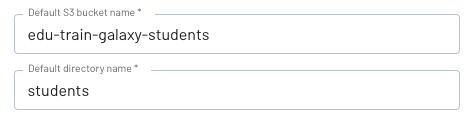 Default S3 bucket name *
edu-train-galaxy-students
Default directory name *
students